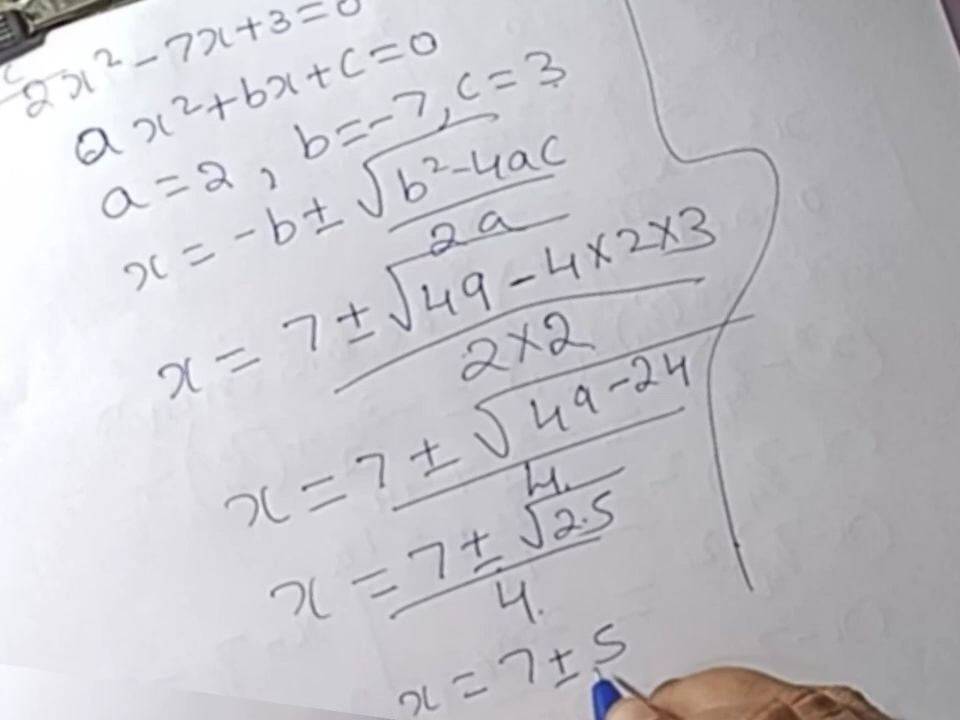 2x² - 7x + 3 = 0
ax² + bx + c = 0
a = 2, b = -7, c = 3
x = -b ± √b² - 4ac
2a
x = 7 ± √49 - 4 × 2 × 3
2 × 2
x = 7 ± √49 - 24
4.
x = 7 ± √25
4.
x = 7 ± 5